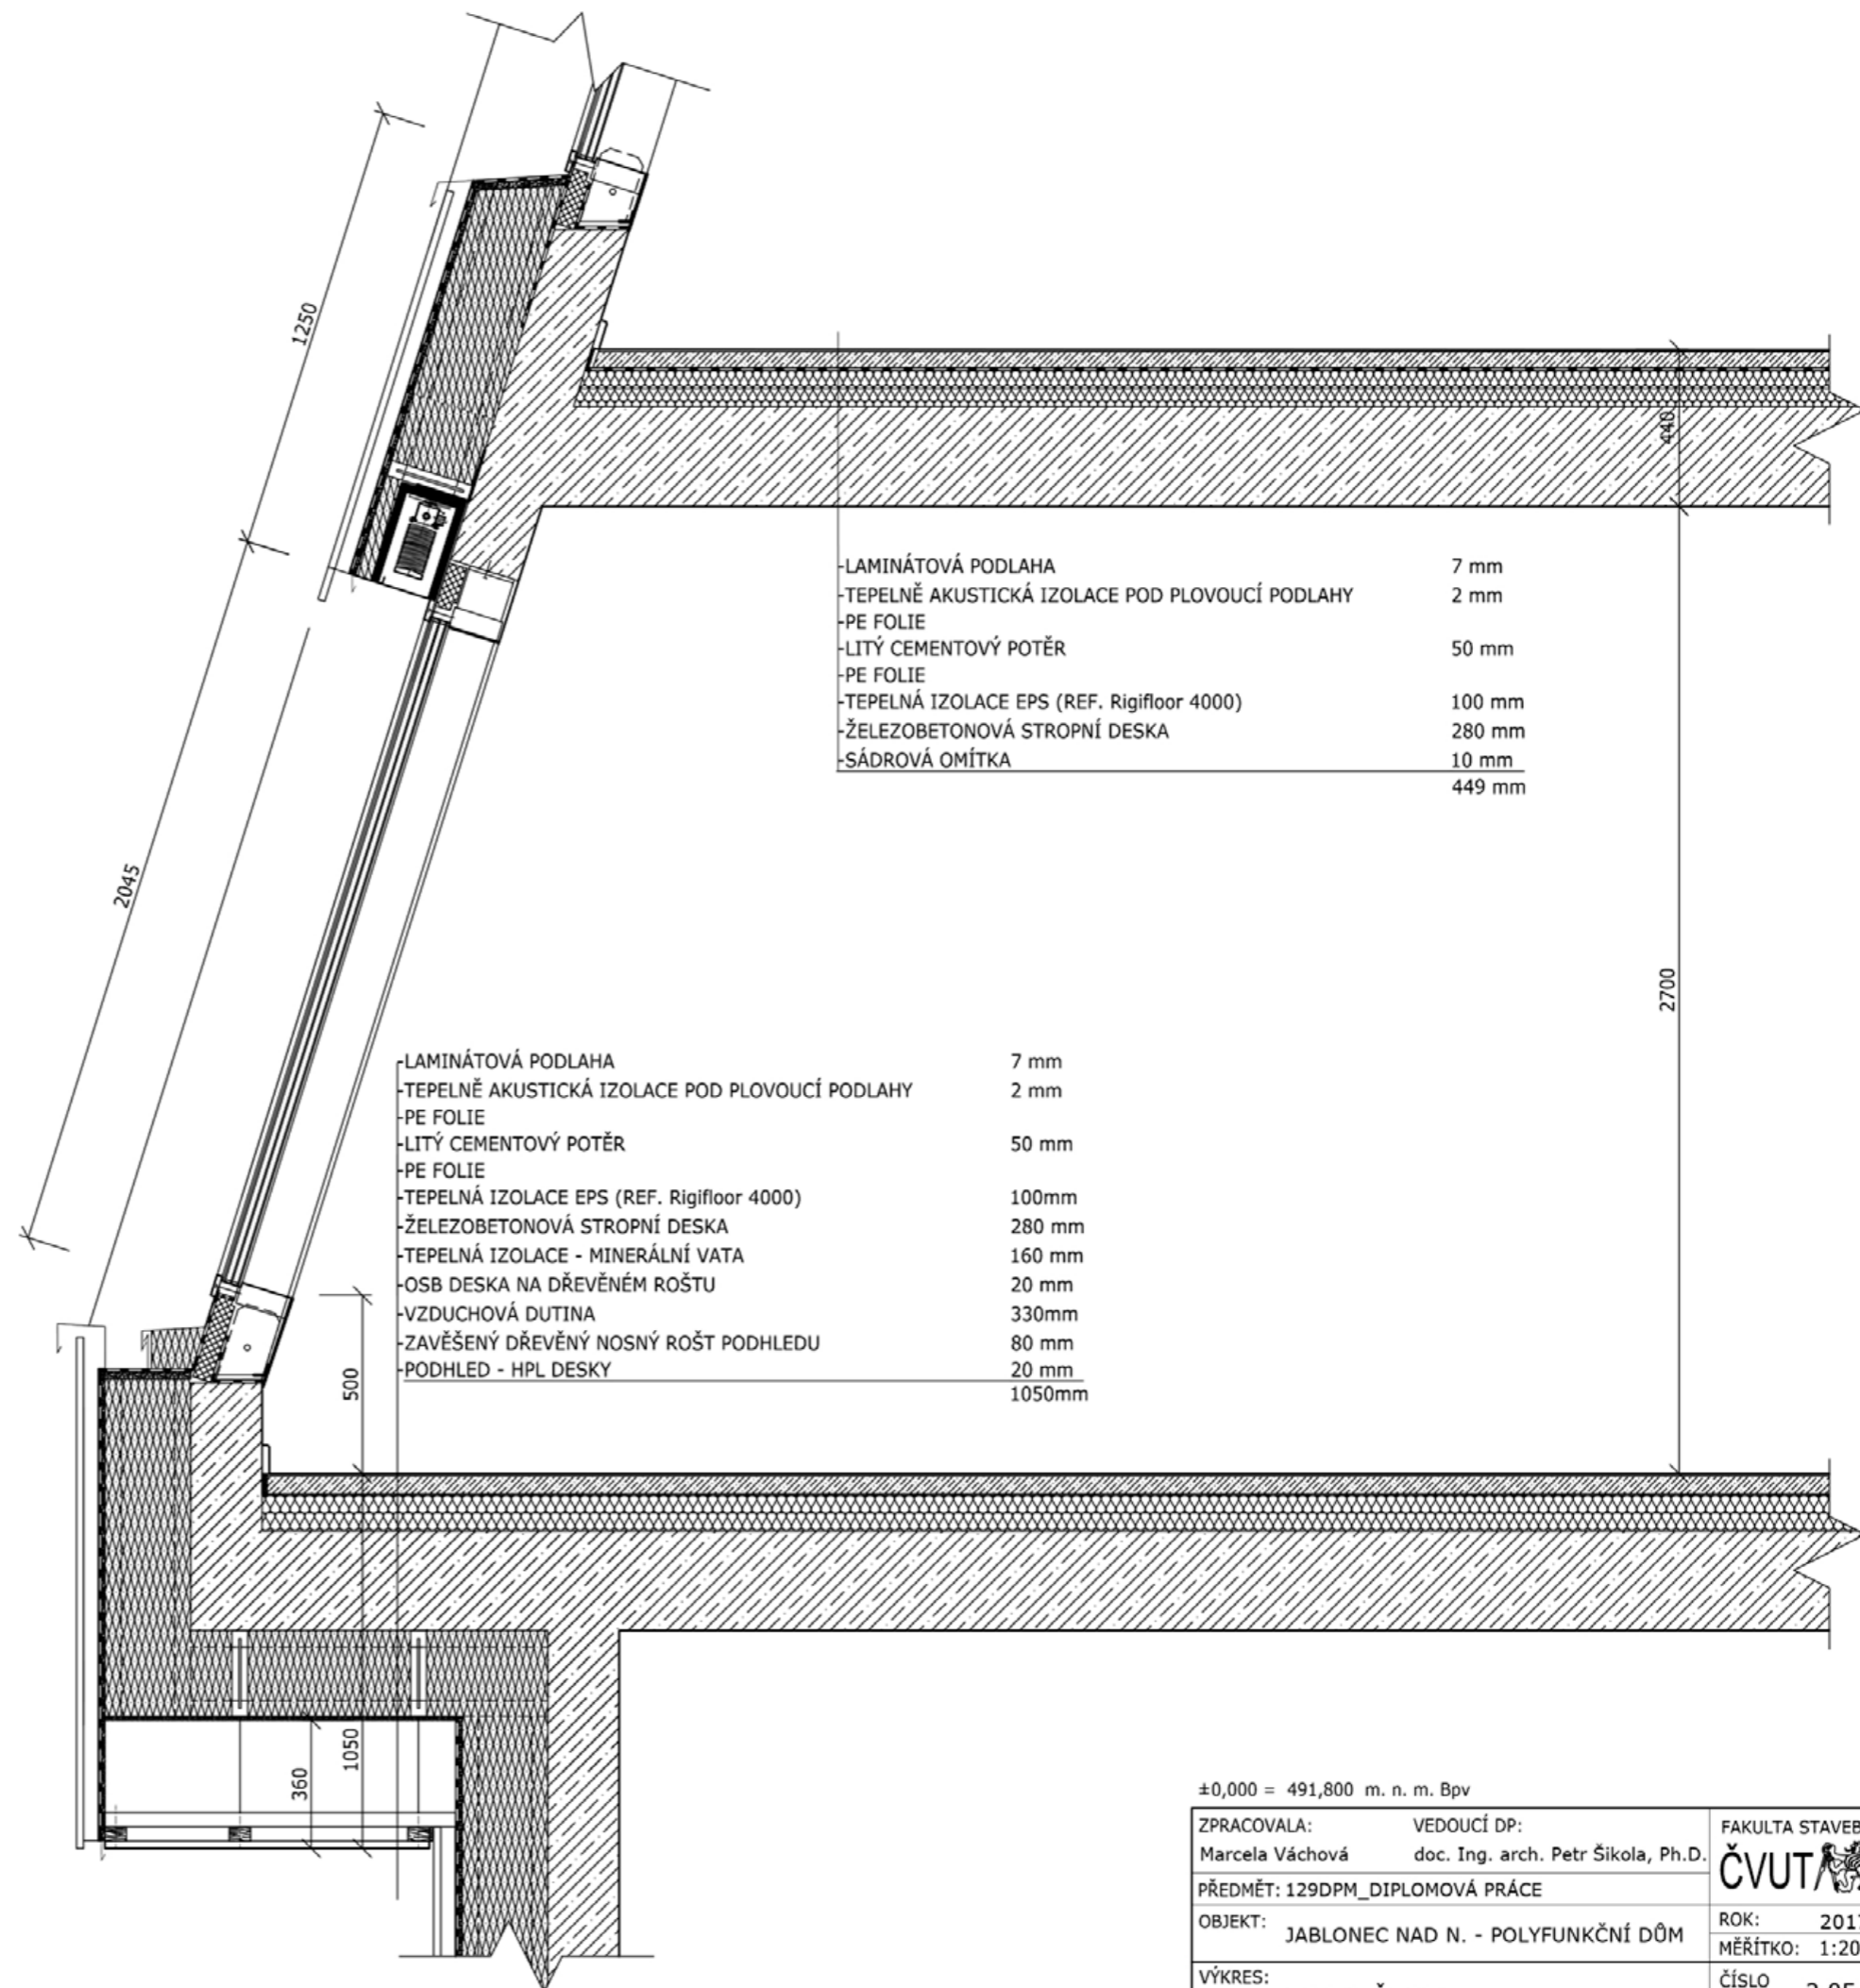 1250
2045
440
2700
-LAMINÁTOVÁ PODLAHA 7 mm
-TEPELNĚ AKUSTICKÁ IZOLACE POD PLOVOUCÍ PODLAHY 2 mm
-PE FOLIE
-LITÝ CEMENTOVÝ POTĚR 50 mm
-PE FOLIE
-TEPELNÁ IZOLACE EPS (REF. Rigifloor 4000) 100 mm
-ŽELEZOBETONOVÁ STROPNÍ DESKA 280 mm
-SÁDROVÁ OMÍTKA 10 mm
449 mm
-LAMINÁTOVÁ PODLAHA 7 mm
-TEPELNĚ AKUSTICKÁ IZOLACE POD PLOVOUCÍ PODLAHY 2 mm
-PE FOLIE
-LITÝ CEMENTOVÝ POTĚR 50 mm
-PE FOLIE
-TEPELNÁ IZOLACE EPS (REF. Rigifloor 4000) 100mm
-ŽELEZOBETONOVÁ STROPNÍ DESKA 280 mm
-TEPELNÁ IZOLACE - MINERÁLNÍ VATA 160 mm
-OSB DESKA NA DŘEVĚNÉM ROŠTU 20 mm
-VZDUCHOVÁ DUTINA 330mm
-ZAVĚŠENÝ DŘEVĚNÝ NOSNÝ ROŠT PODHLEDU 80 mm
-PODHLED - HPL DESKY 20 mm
1050mm
500
1050
360
±0,000 = 491,800 m. n. m. Bpv
ZPRACOVALA: VEDOUCÍ DP:
Marcela Váchová doc. Ing. arch. Petr Šikola, Ph.D.
FAKULTA
ČVUT
PŘEDMĚT: 129DPM_DIPLOMOVÁ PRÁCE
OBJEKT: JABLONEC NAD N. - POLYFUNKČNÍ DŮM
ROK:
MĚŘÍTKO: 1:20
VÝKRES:
ČÍSLO